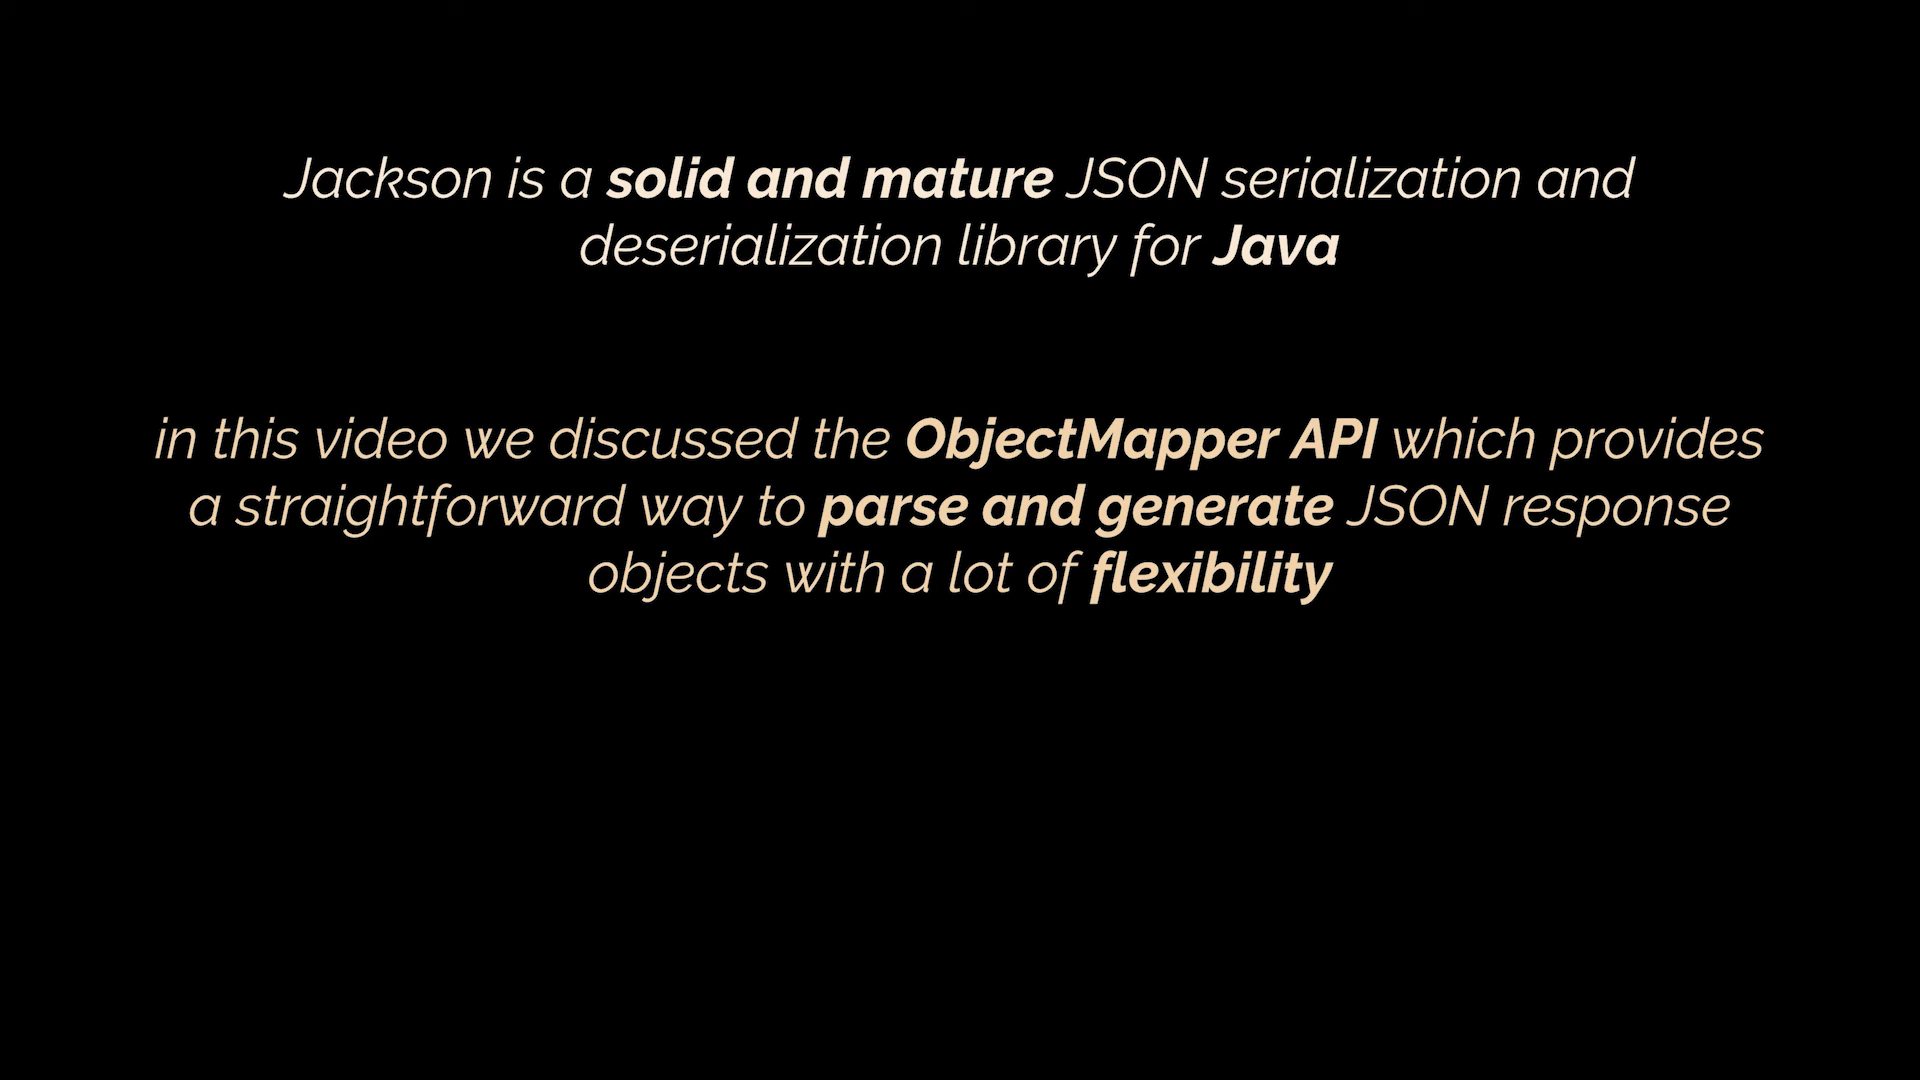 Jackson is a solid and mature JSON serialization and
deserialization library for Java
in this video we discussed the ObjectMapper API which provides
a straightforward way to parse and generate JSON response
objects with a lot of flexibility